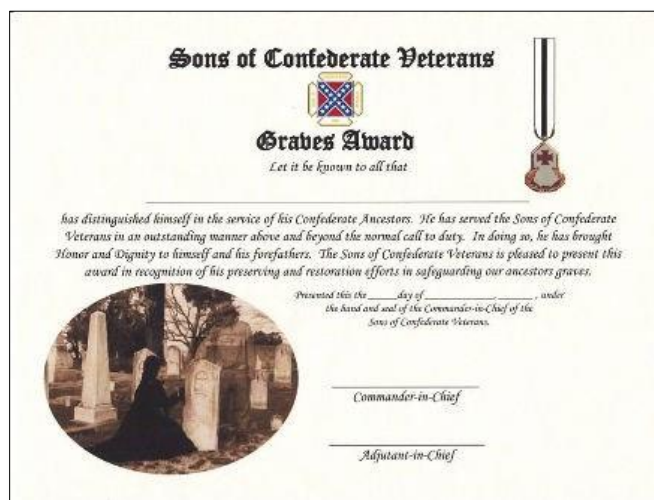 Sons of Confederate Veterans
Graves Award
Let it be known to all that
has distinguished himself in the service of his Confederate Ancestors. He has served the Sons of Confederate
Veterans in an outstanding manner above and beyond the normal call to duty. In doing so, he has brought
Honor and Dignity to himself and his forefathers. The Sons of Confederate Veterans is pleased to present this
award in recognition of his preserving and restoration efforts in safeguarding our ancestors graves.
Presented this the ______day of ______________, ________, under
the hand and seal of the Commander-in-Chief of the
Sons of Confederate Veterans.
Commander-in-Chief
Adjutant-in-Chief